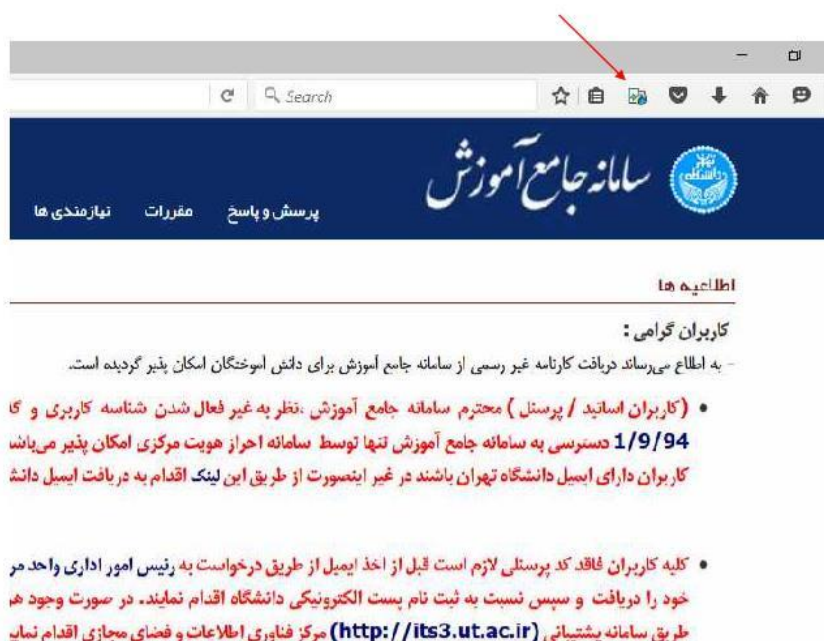 Search
سامانه جامع آموزش
پرسش و پاسخ مقررات نیازمندی ها
اطلاعیه ها
کاربران گرامی :
- به اطلاع می‌رساند دریافت کارنامه غیر رسمی از سامانه جامع آموزش برای دانش آموختگان امکان پذیر گردیده است.
(کاربران اساتید / پرسنل ) محترم سامانه جامع آموزش ،نظر به غیر فعال شدن شناسه کاربری و
1/9/94 دسترسی به سامانه جامع آموزش تنها توسط سامانه احراز هویت مرکزی امکان پذیر می‌باشد
کاربران دارای ایمیل دانشگاه تهران باشند در غیر اینصورت از طریق این لینک اقدام به دریافت ایمیل
کلیه کاربران فاقد کد پرسنلی لازم است قبل از اخذ ایمیل از طریق درخواست به رئیس امور اداری واحد
خود را دریافت و سپس نسبت به ثبت نام پست الکترونیکی دانشگاه اقدام نمایند. در صورت وجود
طریق سامانه پشتیبانی (http://its3.ut.ac.ir) مرکز فناوری اطلاعات و فضای مجازی اقدام